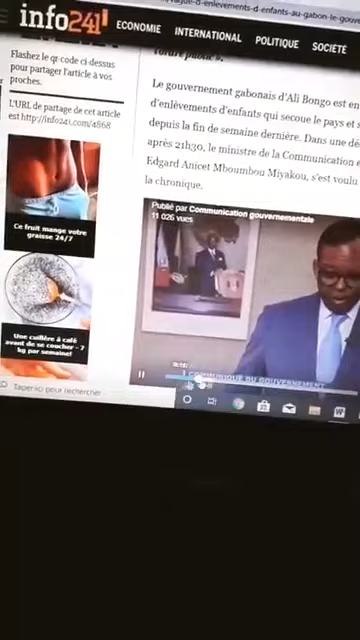 info241
ECONOMIE
INTERNATIONAL
POLITIQUE
SOCIÉTÉ
Flashez le qr-code ci-dessus
pour partager l'article à vos
proches.
L'URL de partage de cet article
est http://info241.com/4868
Ce fruit mange votre
graisse 24/7
Une cuillère à café
avant de se coucher - 7
kg par semaine!
l'ordre public ».
Le gouvernement gabonais d'Ali Bongo est en
d'enlèvements d'enfants qui secoue le pays et s
depuis la fin de semaine dernière. Dans une dé
après 21h30, le ministre de la Communication e
Edgard Anicet Mboumbou Miyakou, s'est voulu
la chronique.
Publié par Communication gouvernementale
11 026 vues
COMMUNIQUE DU GOUVERNEMENT
Taper ici pour rechercher